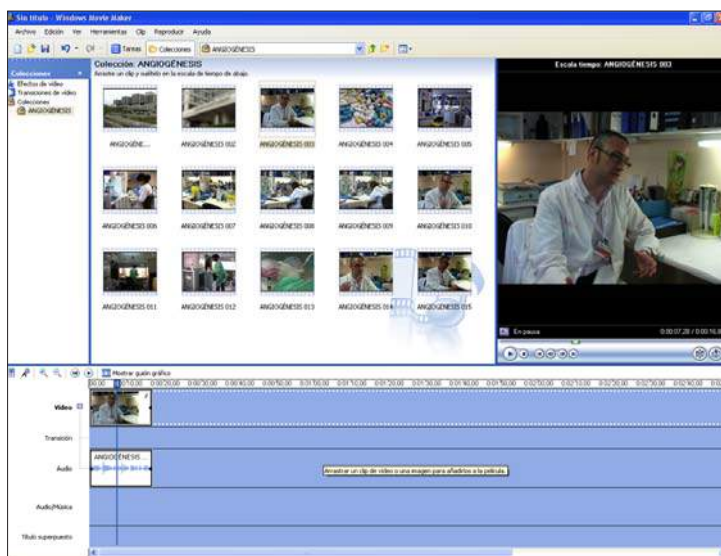 Sin título - Windows Movie Maker
Archivo Edición Ver Herramientas Clip Reproducir Ayuda
Tareas Colecciones ANGIOGÉNESIS
Colecciones
Efectos de vídeo
Transiciones de vídeo
Colecciones
ANGIOGÉNESIS
Colección: ANGIOGÉNESIS
Arrastre un clip y suéltelo en la escala de tiempo de abajo.
ANGIOGÉNE... ANGIOGÉNESIS 002 ANGIOGÉNESIS 003 ANGIOGÉNESIS 004 ANGIOGÉNESIS 005
ANGIOGÉNESIS 006 ANGIOGÉNESIS 007 ANGIOGÉNESIS 008 ANGIOGÉNESIS 009 ANGIOGÉNESIS 010
ANGIOGÉNESIS 011 ANGIOGÉNESIS 012 ANGIOGÉNESIS 013 ANGIOGÉNESIS 014 ANGIOGÉNESIS 015
Escala tiempo: ANGIOGÉNESIS 003
En pausa
Mostrar guión gráfico
Vídeo
Transición
Audio
ANGIOGÉNESIS ...
Arrastrar un clip de vídeo o una imagen para añadirlos a la película.
Audio/Música
Título superpuesto